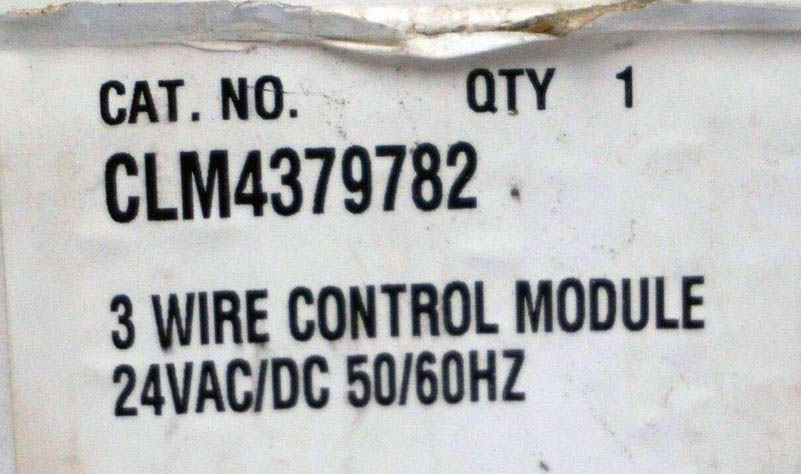 CAT. NO. QTY 1
CLM4379782
3 WIRE CONTROL MODULE
24VAC/DC 50/60HZ